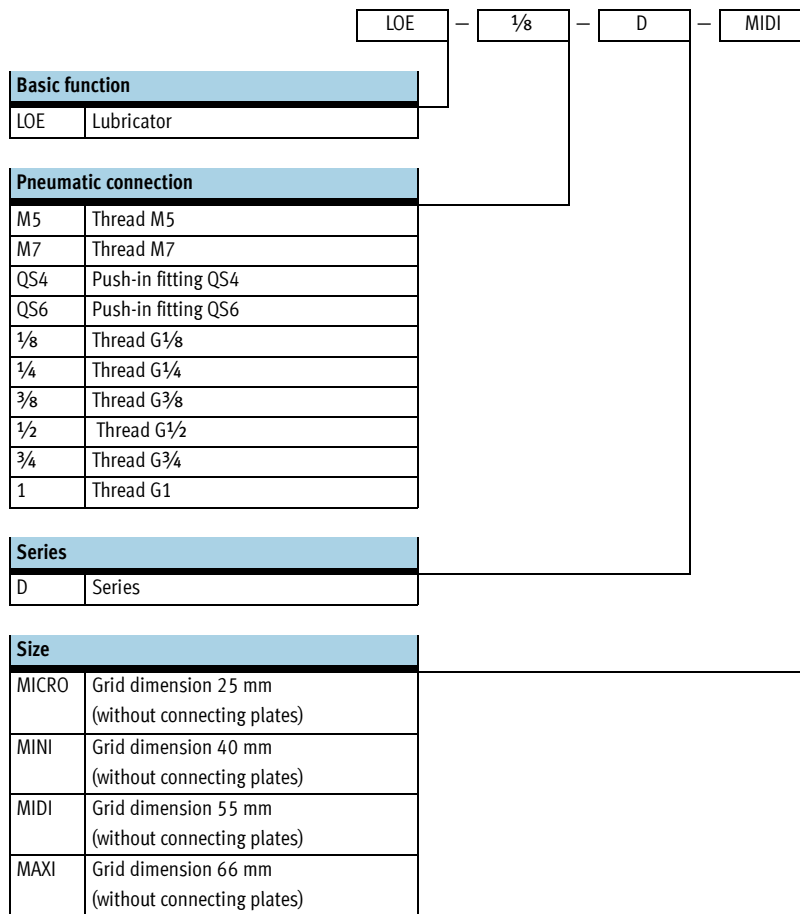 LOE – ⅛ – D – MIDI
Basic function
LOE Lubricator
Pneumatic connection
M5 Thread M5
M7 Thread M7
QS4 Push-in fitting QS4
QS6 Push-in fitting QS6
⅛ Thread G⅛
¼ Thread G¼
⅜ Thread G⅜
½ Thread G½
¾ Thread G¾
1 Thread G1
Series
D Series
Size
MICRO Grid dimension 25 mm
(without connecting plates)
MINI Grid dimension 40 mm
(without connecting plates)
MIDI Grid dimension 55 mm
(without connecting plates)
MAXI Grid dimension 66 mm
(without connecting plates)